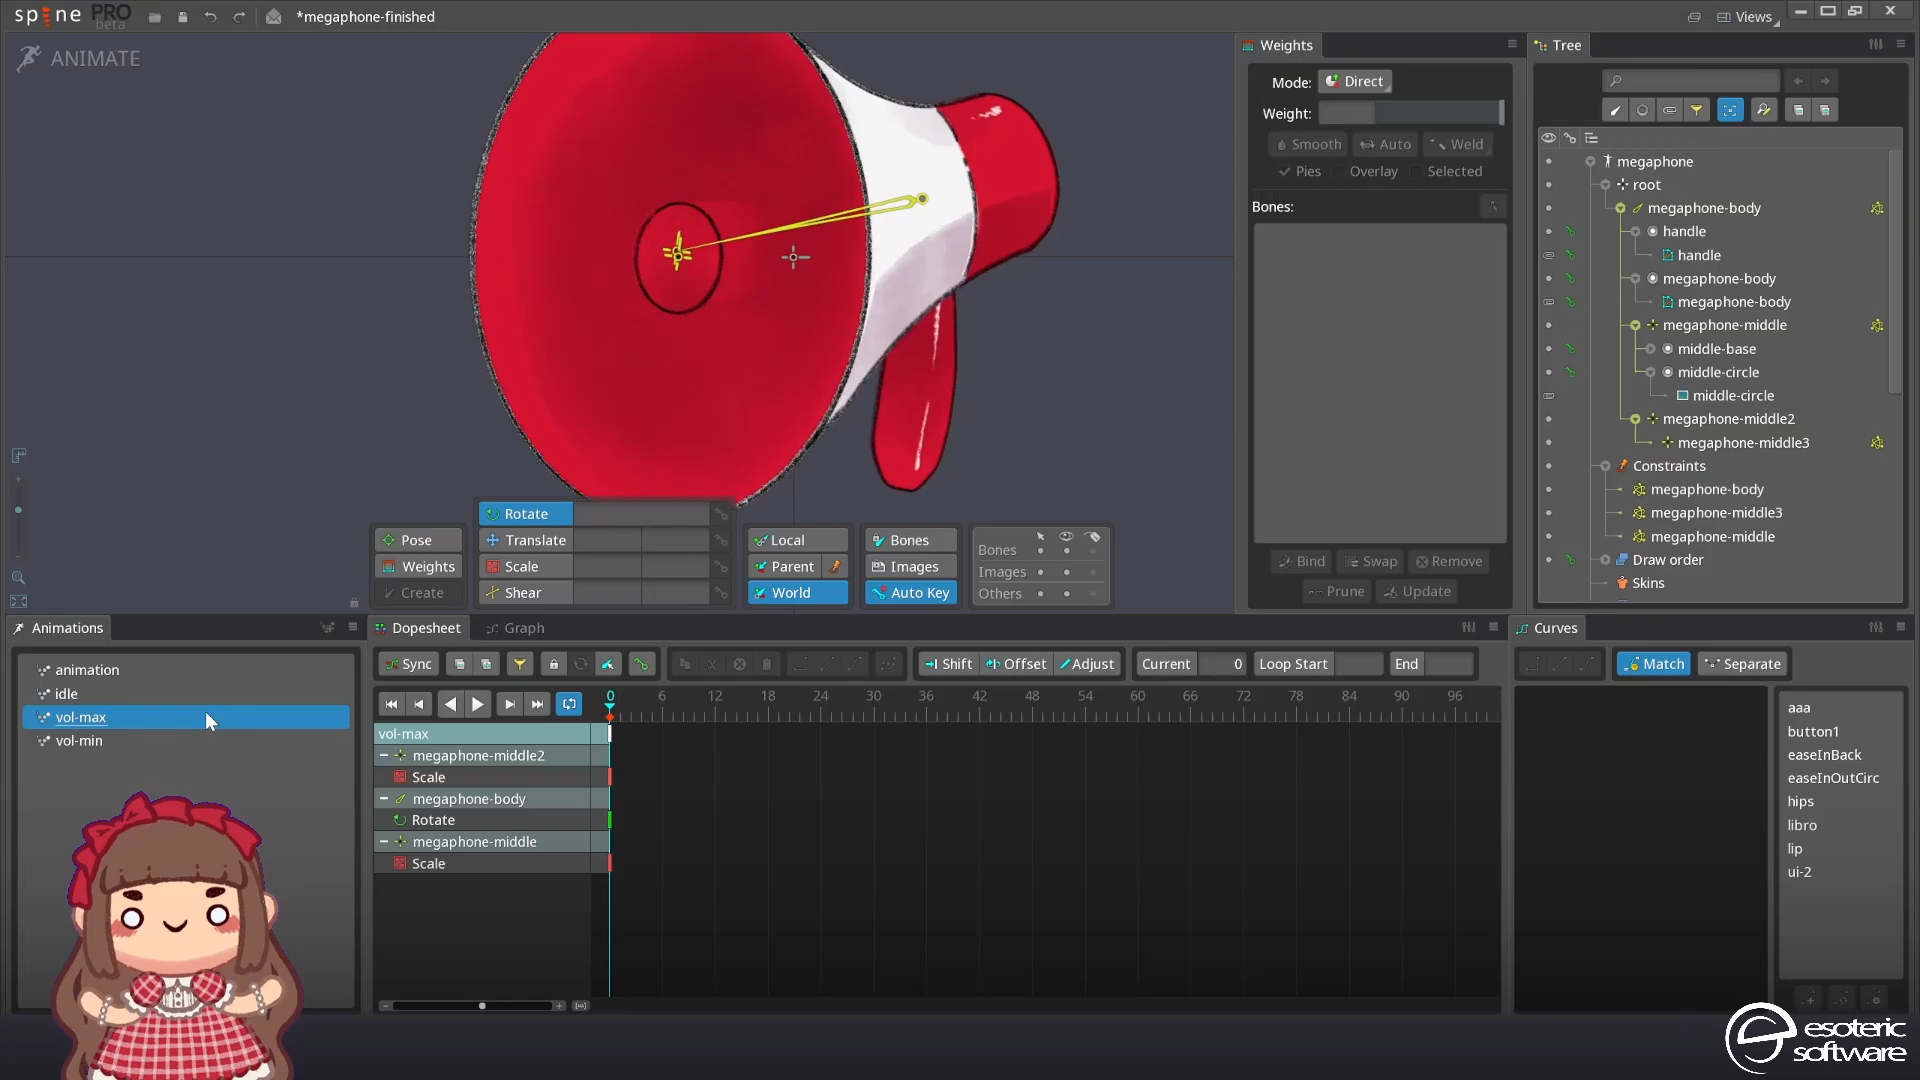 spine PRO
beta
*megaphone-finished
Views
ANIMATE
Weights
Mode: Direct
Weight:
Smooth Auto Weld
Pies Overlay Selected
Bones:
Bind Swap Remove
Prune Update
Tree
megaphone
root
megaphone-body
handle
handle
megaphone-body
megaphone-body
megaphone-middle
middle-base
middle-circle
middle-circle
megaphone-middle2
megaphone-middle3
Constraints
megaphone-body
megaphone-middle3
megaphone-middle
Draw order
Skins
Pose
Weights
Create
Rotate
Translate
Scale
Shear
Local
Parent
World
Bones
Images
Auto Key
Bones
Images
Others
Animations
animation
idle
vol-max
vol-min
Dopesheet Graph
Sync
Shift Offset Adjust
Current 0 Loop Start End
0 6 12 18 24 30 36 42 48 54 60 66 72 78 84 90 96
vol-max
megaphone-middle2
Scale
megaphone-body
Rotate
megaphone-middle
Scale
Curves
Match Separate
aaa
button1
easeInBack
easeInOutCirc
hips
libro
lip
ui-2
esoteric
software